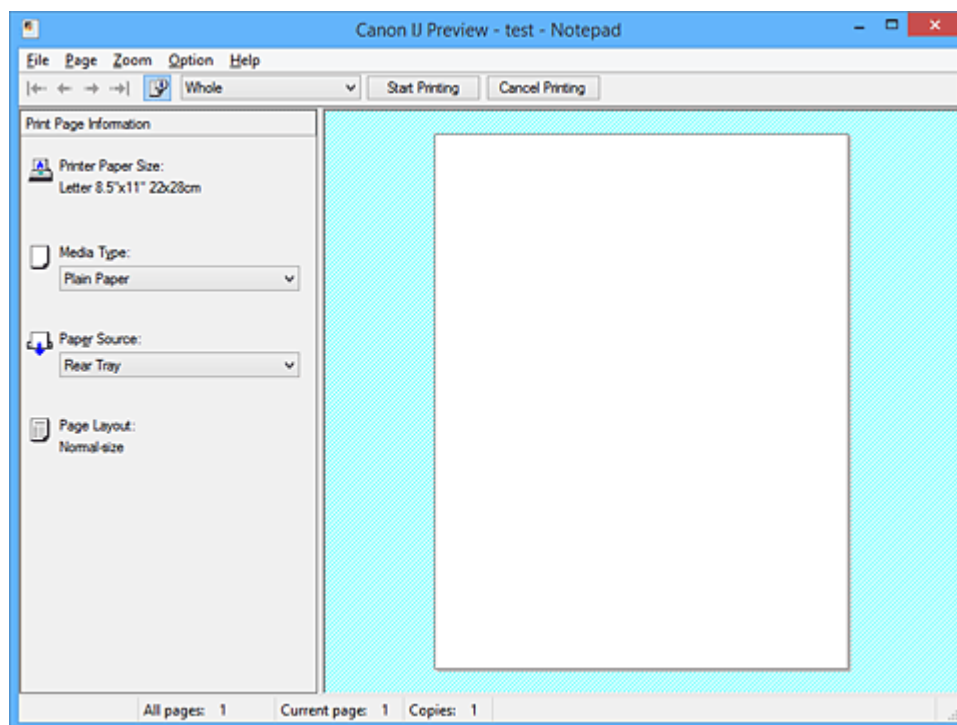 Canon IJ Preview - test - Notepad
File Page Zoom Option Help
Whole Start Printing Cancel Printing
Print Page Information
Printer Paper Size:
Letter 8.5"x11" 22x28cm
Media Type:
Plain Paper
Paper Source:
Rear Tray
Page Layout:
Normal-size
All pages: 1 Current page: 1 Copies: 1